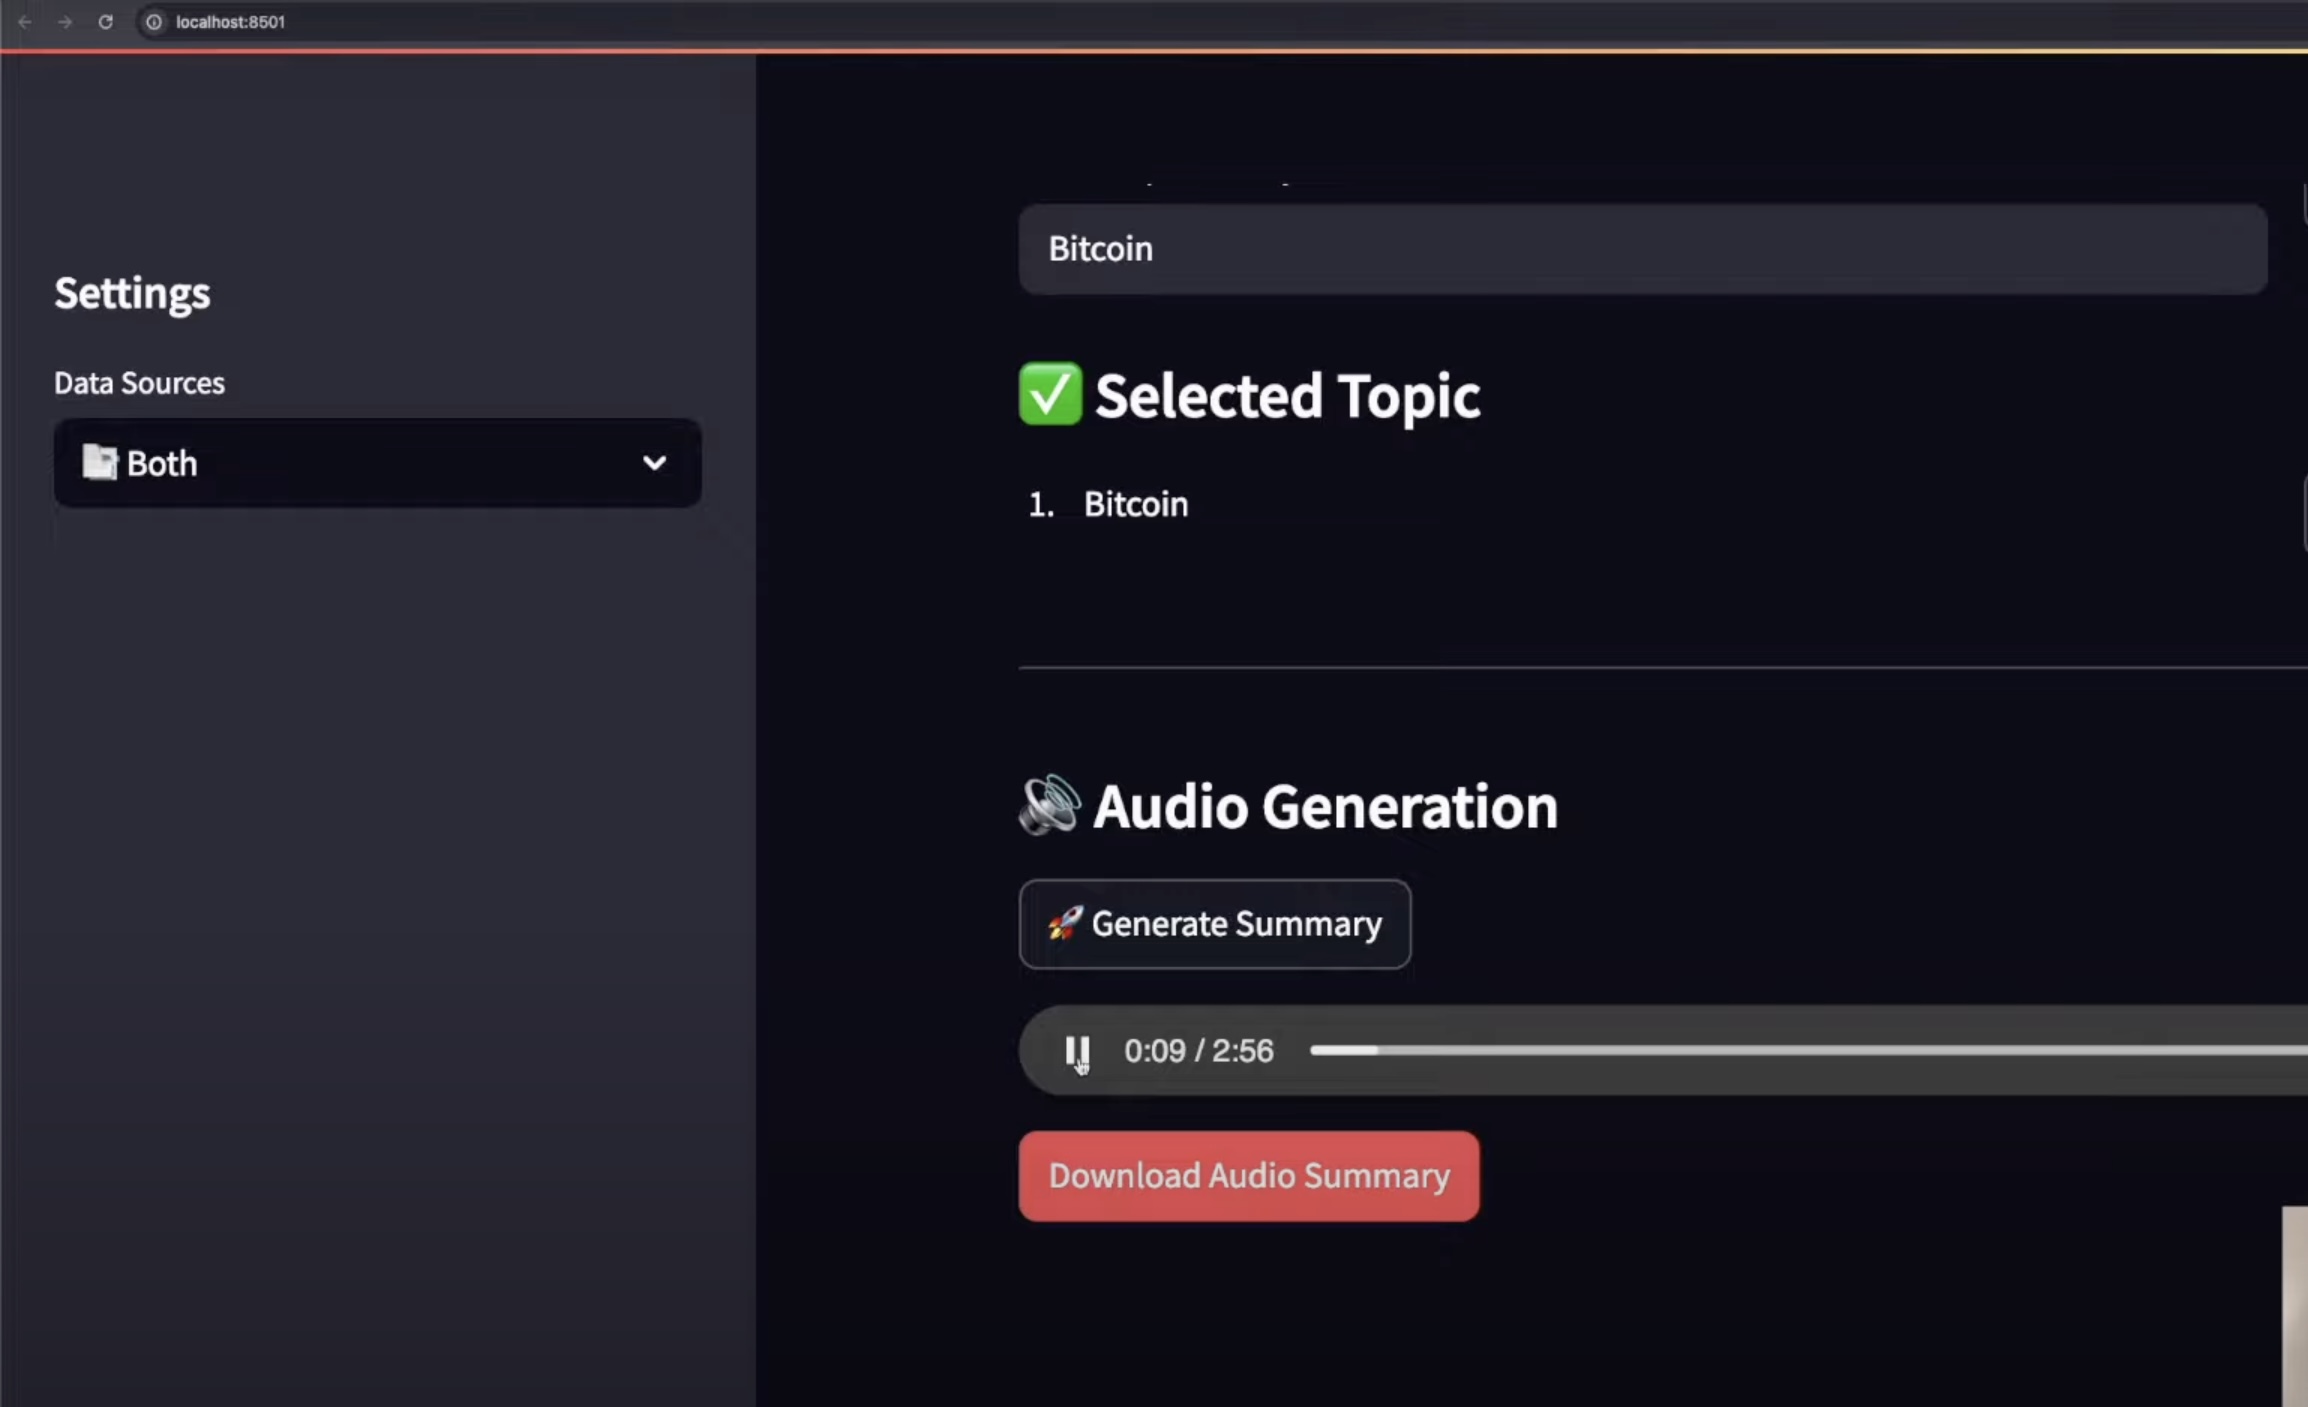 localhost:8501
Settings
Data Sources
Both
Bitcoin
Selected Topic
1. Bitcoin
Audio Generation
Generate Summary
0:09 / 2:56
Download Audio Summary